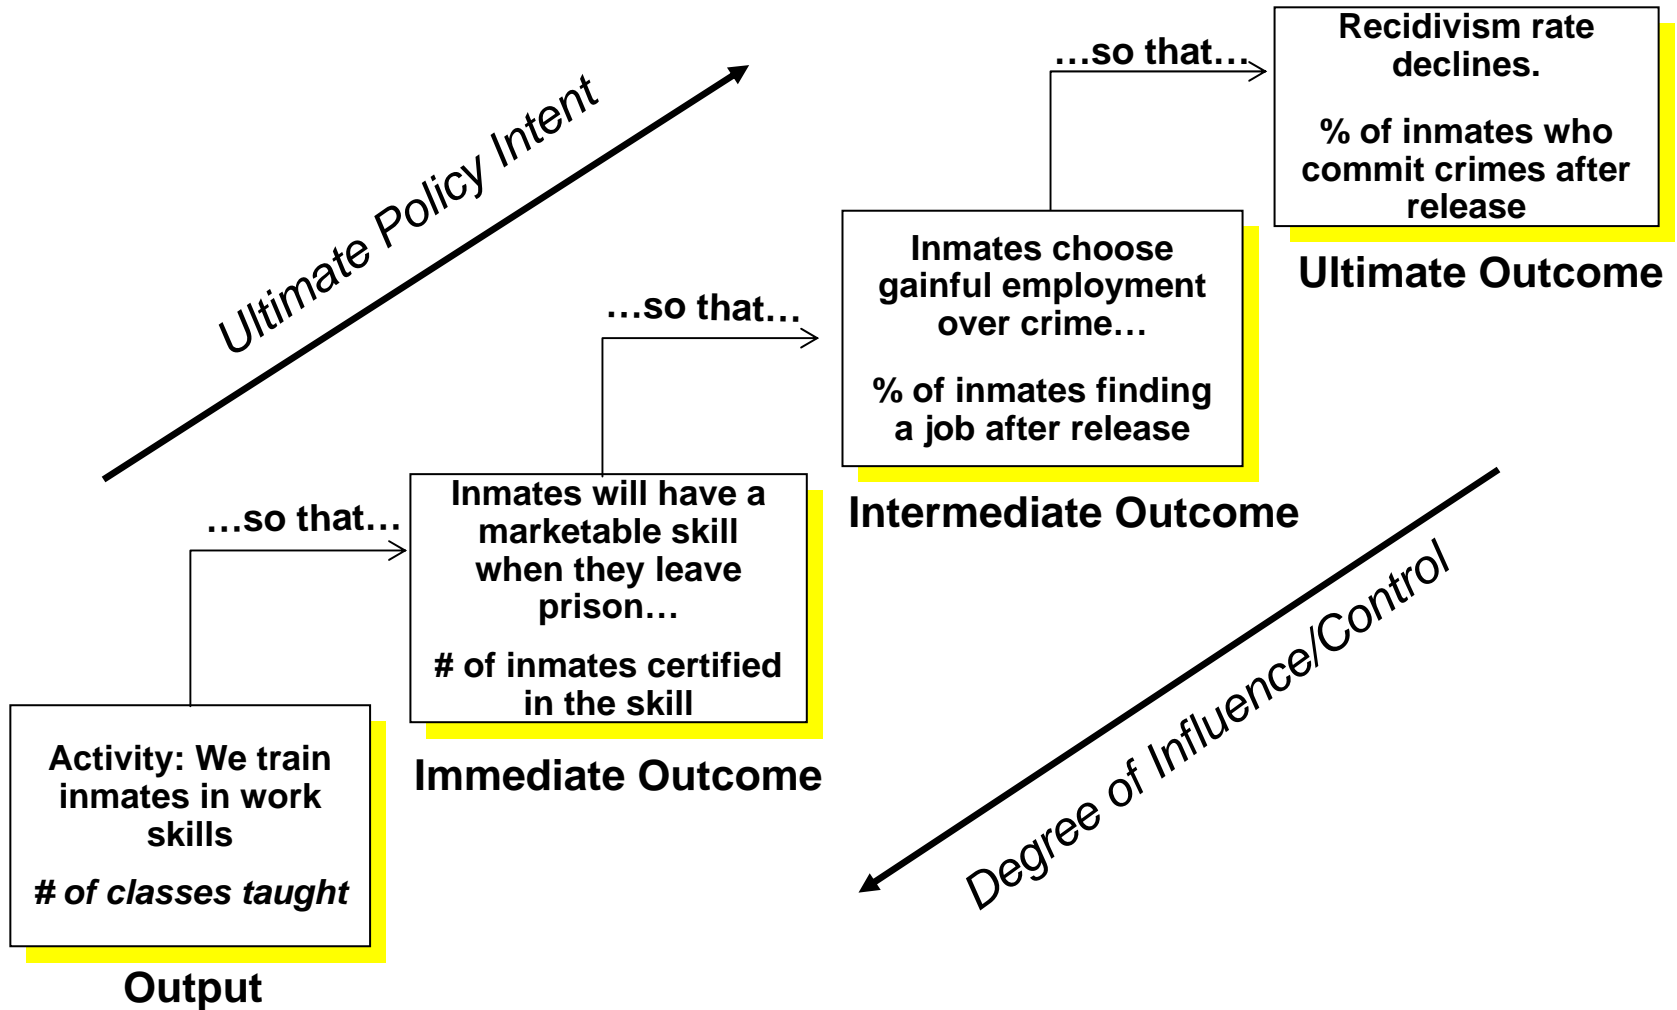 Ultimate Policy Intent
Activity: We train
inmates in work
skills
# of classes taught
Output
…so that…
Inmates will have a
marketable skill
when they leave
prison…
# of inmates certified
in the skill
Immediate Outcome
…so that…
Inmates choose
gainful employment
over crime…
% of inmates finding
a job after release
Intermediate Outcome
…so that…
Recidivism rate
declines.
% of inmates who
commit crimes after
release
Ultimate Outcome
Degree of Influence/Control